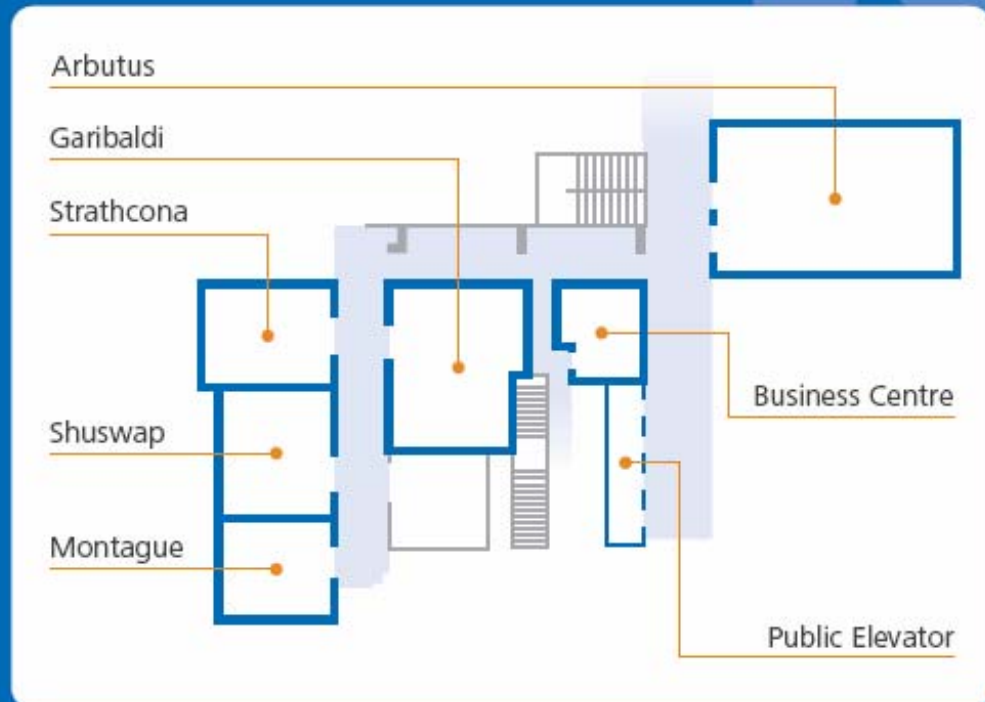 Arbutus
Garibaldi
Strathcona
Shuswap
Montague
Business Centre
Public Elevator